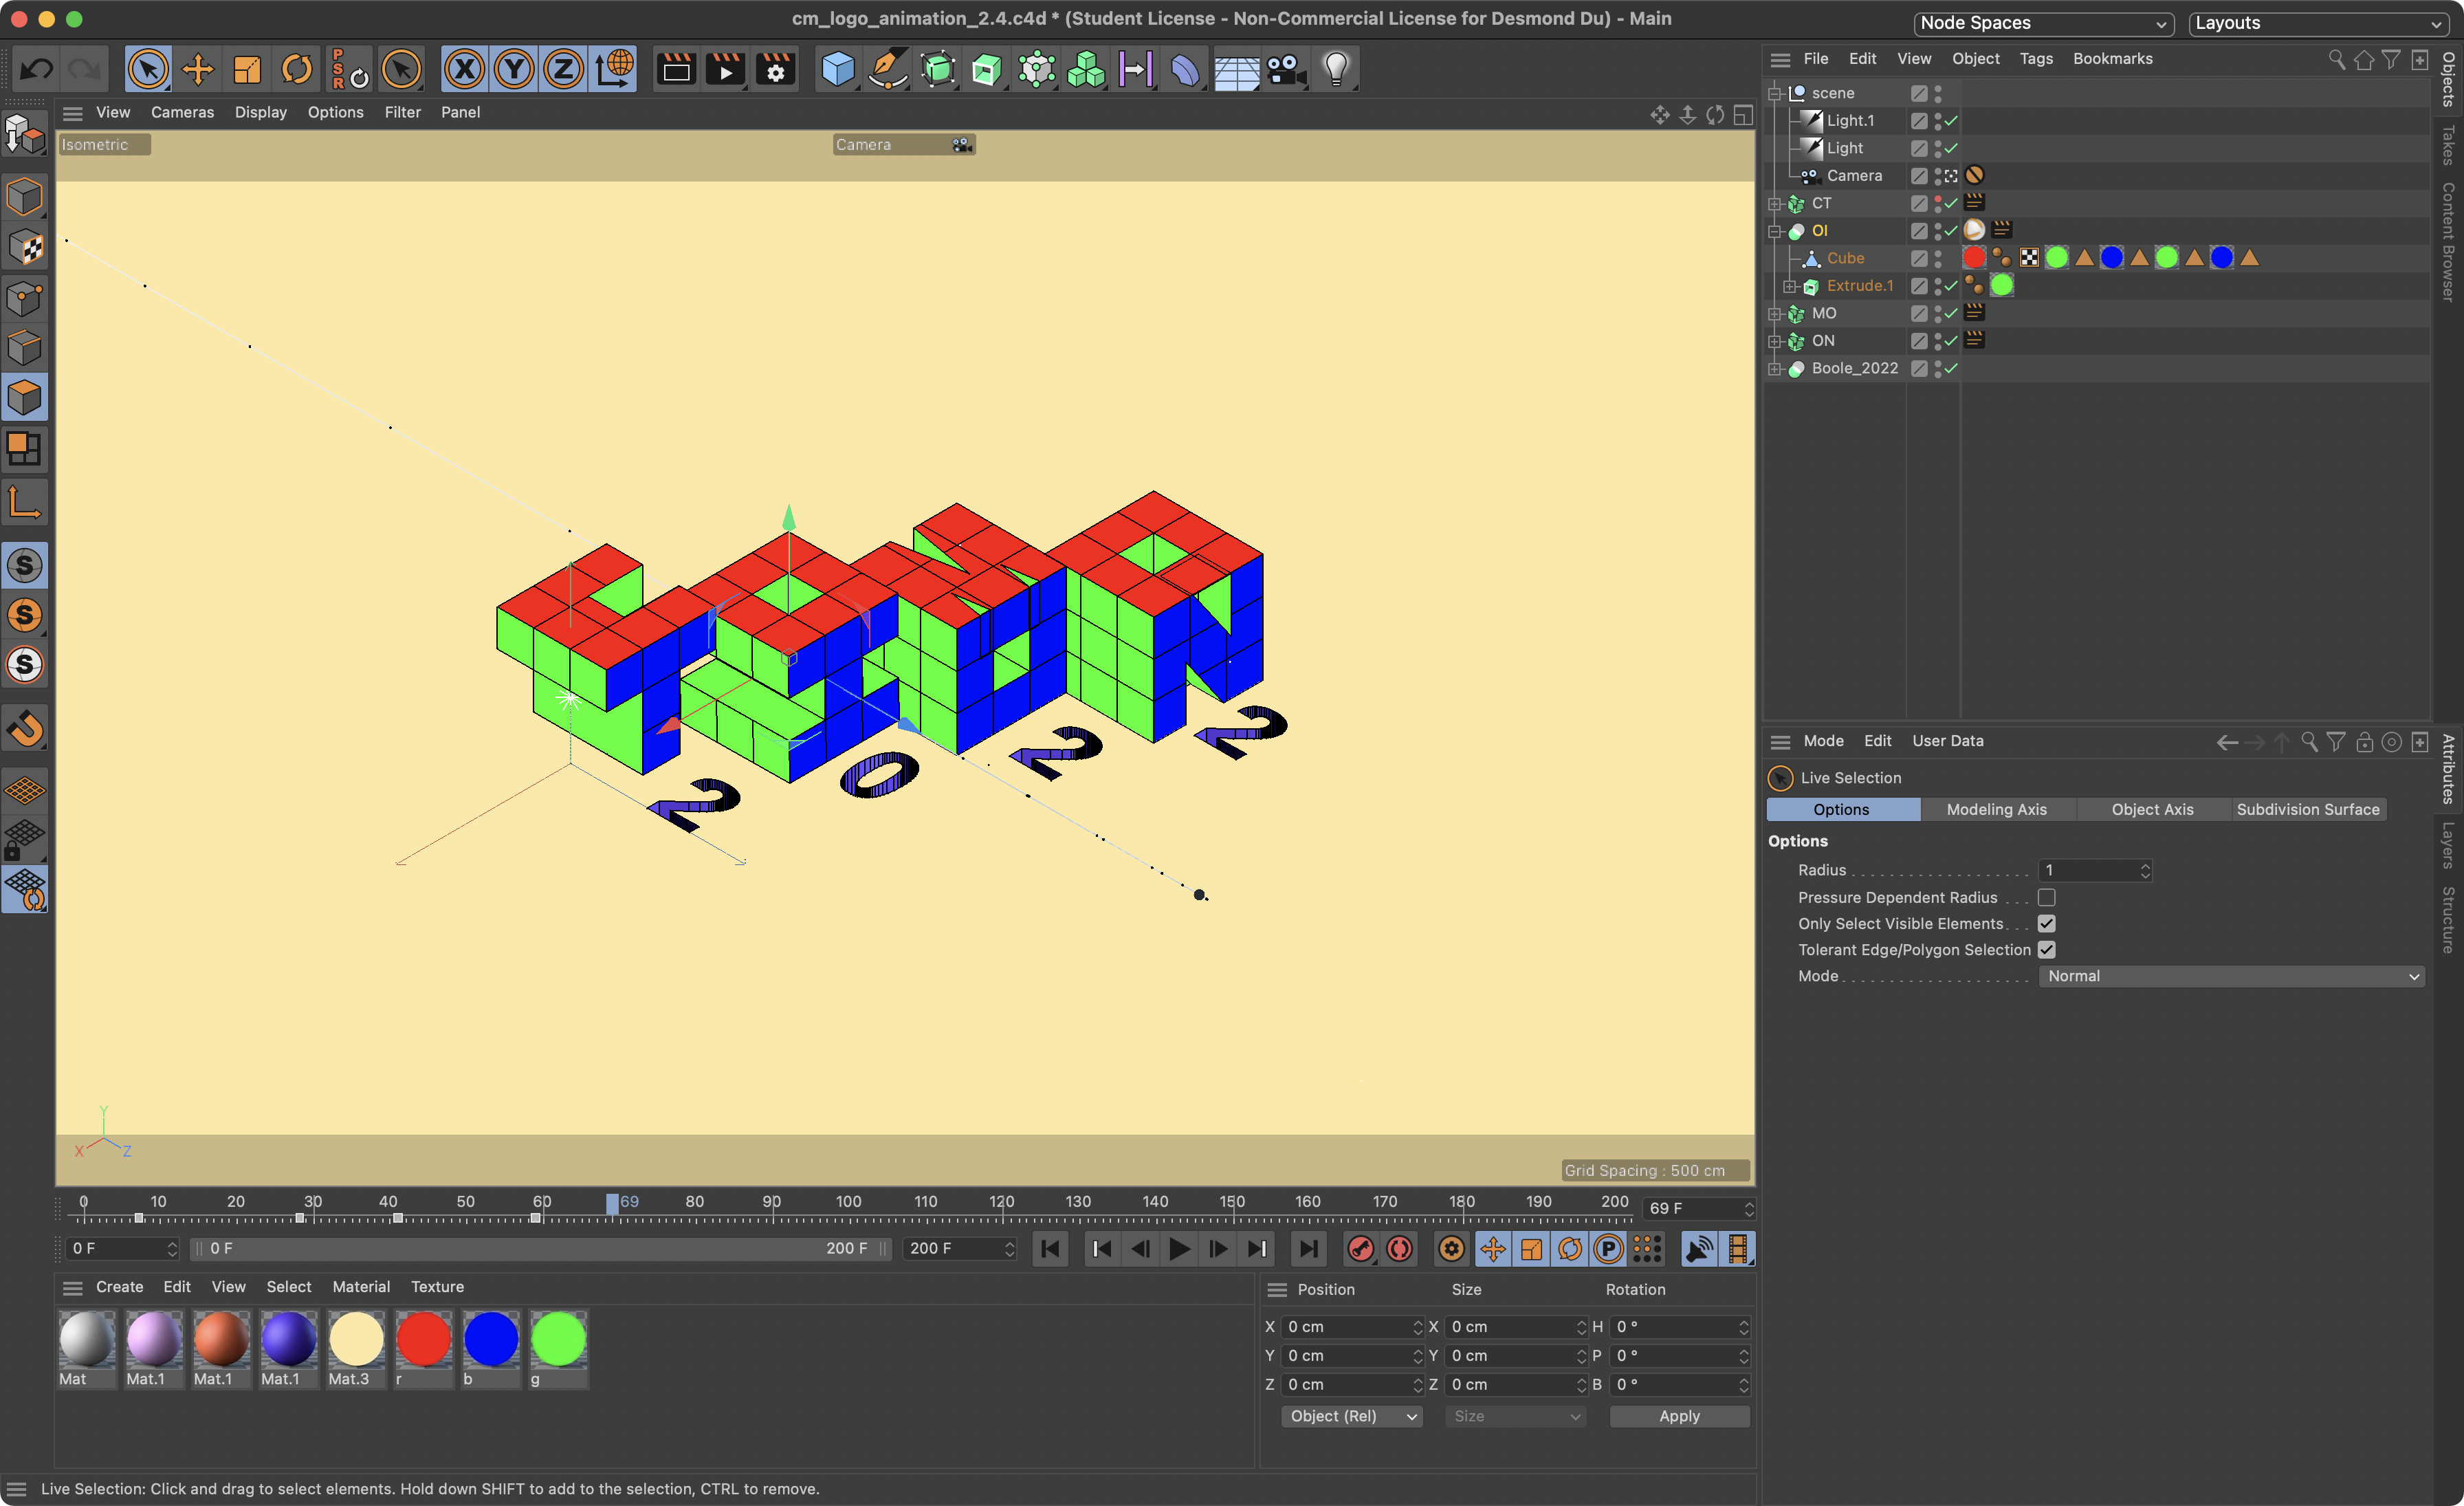 cm_logo_animation_2.4.c4d * (Student License - Non-Commercial License for Desmond Du) - Main
Node Spaces
Layouts
P
S
R
X
Y
Z
File Edit View Object Tags Bookmarks
View Cameras Display Options Filter Panel
Isometric
Camera
scene
Light.1
Light
Camera
CT
OI
Cube
Extrude.1
MO
ON
Boole_2022
Objects
Takes
Content Browser
S
S
S
2
0
2
2
Y
X
Z
Grid Spacing : 500 cm
Mode Edit User Data
Live Selection
Options Modeling Axis Object Axis Subdivision Surface
Options
Radius 1
Pressure Dependent Radius
Only Select Visible Elements
Tolerant Edge/Polygon Selection
Mode Normal
Attributes
Layers
Structure
0 10 20 30 40 50 60 69 80 90 100 110 120 130 140 150 160 170 180 190 200
69 F
0 F 0 F 200 F 200 F
P
Create Edit View Select Material Texture
Mat Mat.1 Mat.1 Mat.1 Mat.3 r b g
Position Size Rotation
X 0 cm X 0 cm H 0 °
Y 0 cm Y 0 cm P 0 °
Z 0 cm Z 0 cm B 0 °
Object (Rel) Size Apply
Live Selection: Click and drag to select elements. Hold down SHIFT to add to the selection, CTRL to remove.